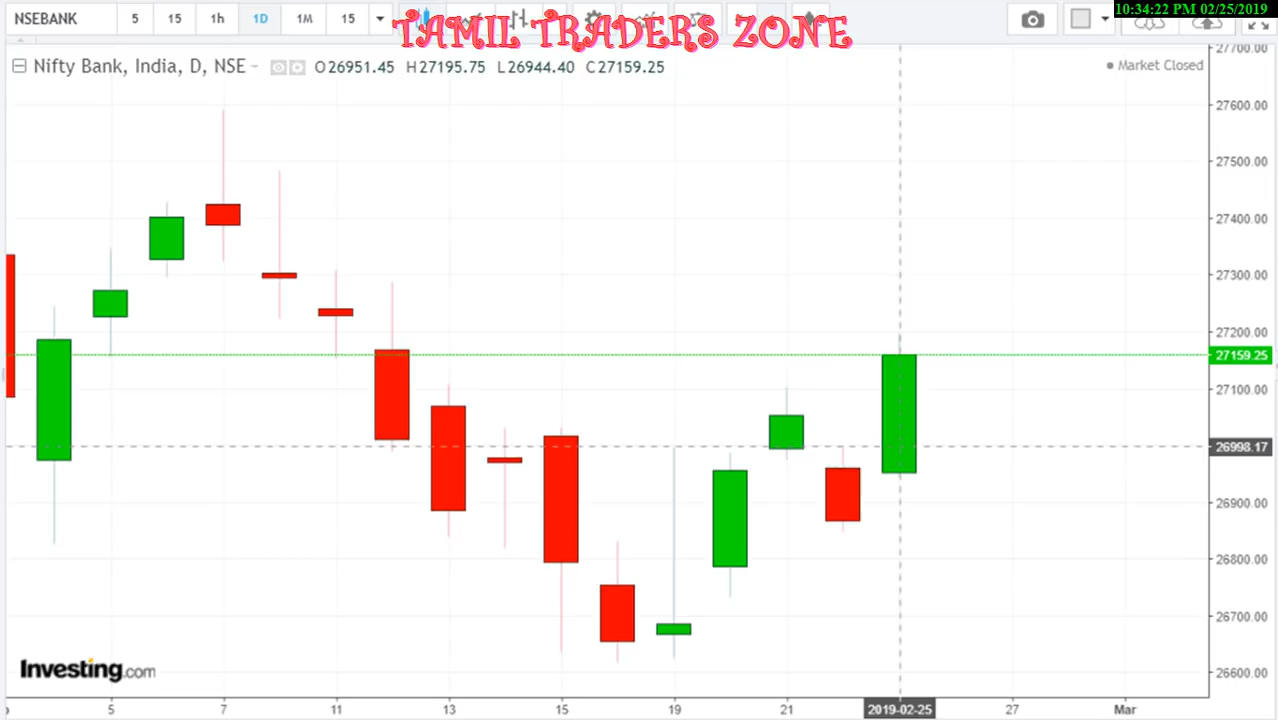 NSEBANK 5 15 1h 1D 1M 15
10:34:22 PM 02/25/2019
TAMIL TRADERS ZONE
Nifty Bank, India, D, NSE O26951.45 H27195.75 L26944.40 C27159.25
Market Closed
27700.00
27600.00
27500.00
27400.00
27300.00
27200.00
27159.25
27100.00
26998.17
26900.00
26800.00
26700.00
26600.00
Investing.com
5 7 11 13 15 19 21 2019-02-25 27 Mar